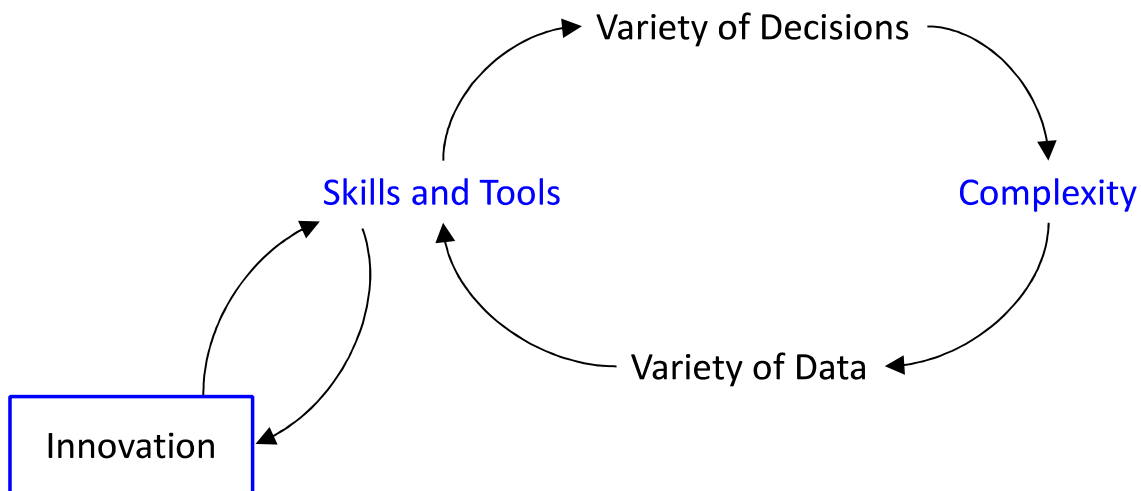 Variety of Decisions
Skills and Tools
Complexity
Variety of Data
Innovation